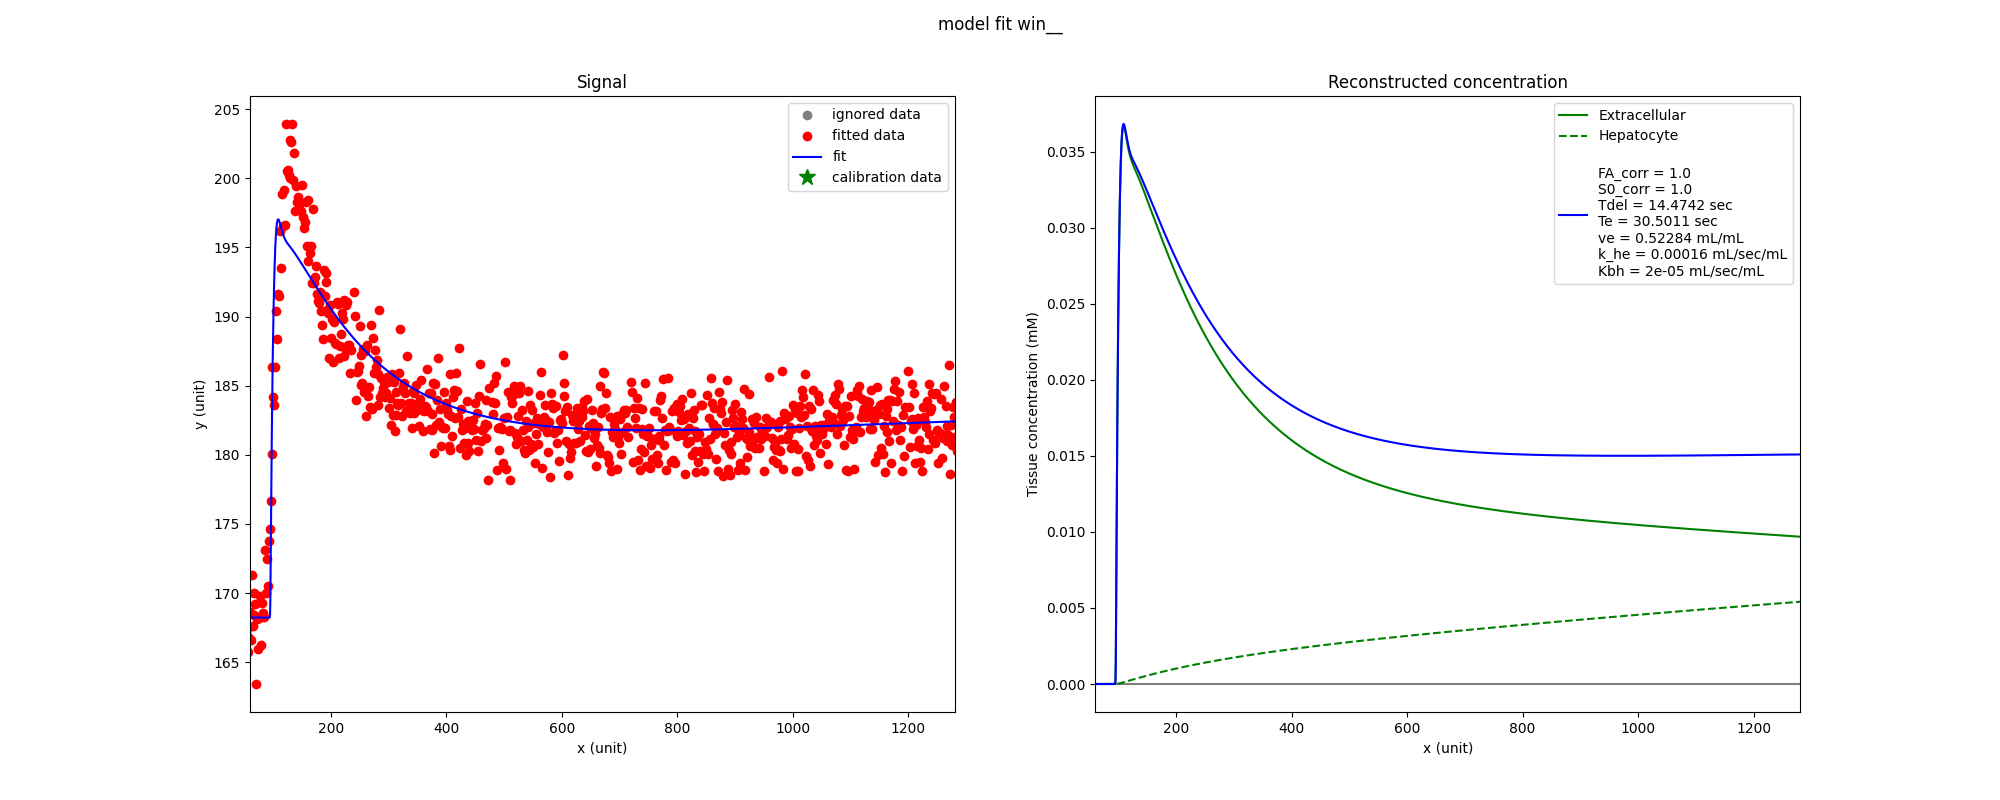 model fit win__
Signal
y (unit)
205
200
195
190
185
180
175
170
165
200
400
600
800
1000
1200
x (unit)
ignored data
fitted data
fit
calibration data
Reconstructed concentration
Tissue concentration (mM)
0.035
0.030
0.025
0.020
0.015
0.010
0.005
0.000
200
400
600
800
1000
1200
x (unit)
Extracellular
Hepatocyte
FA_corr = 1.0
S0_corr = 1.0
Tdel = 14.4742 sec
Te = 30.5011 sec
ve = 0.52284 mL/mL
k_he = 0.00016 mL/sec/mL
Kbh = 2e-05 mL/sec/mL